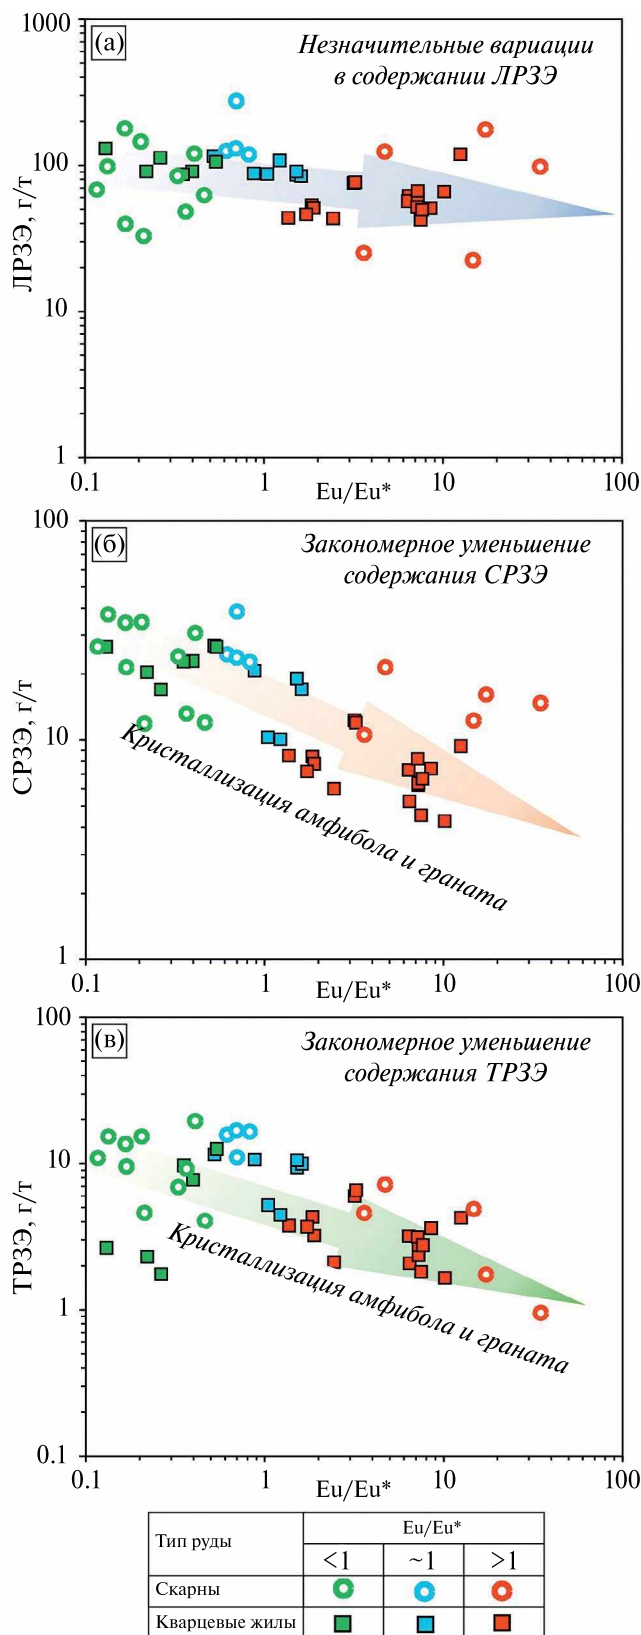 (а)
Незначительные вариации
в содержании ЛРЗЭ
1000
100
10
1
ЛРЗЭ, г/т
0.1 1 10 100
Eu/Eu*
(б)
Закономерное уменьшение
содержания СРЗЭ
100
10
1
СРЗЭ, г/т
Кристаллизация амфибола и граната
0.1 1 10 100
Eu/Eu*
(в)
Закономерное уменьшение
содержания ТРЗЭ
100
10
1
0.1
ТРЗЭ, г/т
Кристаллизация амфибола и граната
0.1 1 10 100
Eu/Eu*
Тип руды
Eu/Eu*
<1 ~1 >1
Скарны
Кварцевые жилы